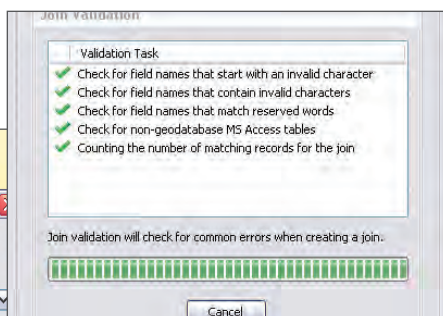 Join Validation
Validation Task
Check for field names that start with an invalid character
Check for field names that contain invalid characters
Check for field names that match reserved words
Check for non-geodatabase MS Access tables
Counting the number of matching records for the join
Join validation will check for common errors when creating a join.
Cancel